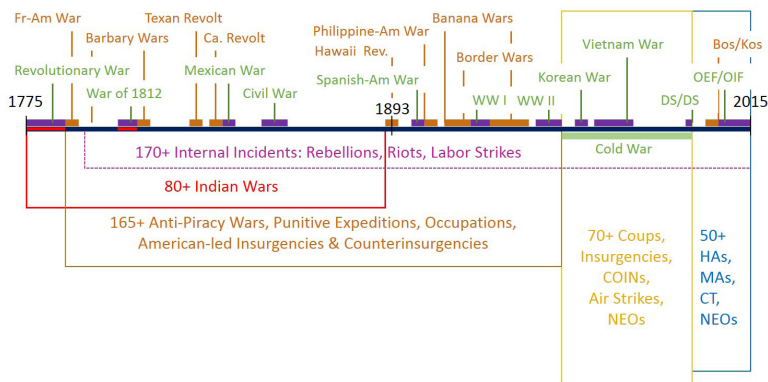 Fr-Am War
Texan Revolt
Banana Wars
Barbary Wars
Ca. Revolt
Philippine-Am War
Hawaii Rev.
Vietnam War
Bos/Kos
Border Wars
Revolutionary War
Mexican War
Spanish-Am War
Korean War
OEF/OIF
War of 1812
Civil War
WW I
WW II
DS/DS
1775
1893
2015
Cold War
170+ Internal Incidents: Rebellions, Riots, Labor Strikes
80+ Indian Wars
165+ Anti-Piracy Wars, Punitive Expeditions, Occupations,
American-led Insurgencies & Counterinsurgencies
70+ Coups,
Insurgencies,
COINs,
Air Strikes,
NEOs
50+
HAs,
MAs,
CT,
NEOs